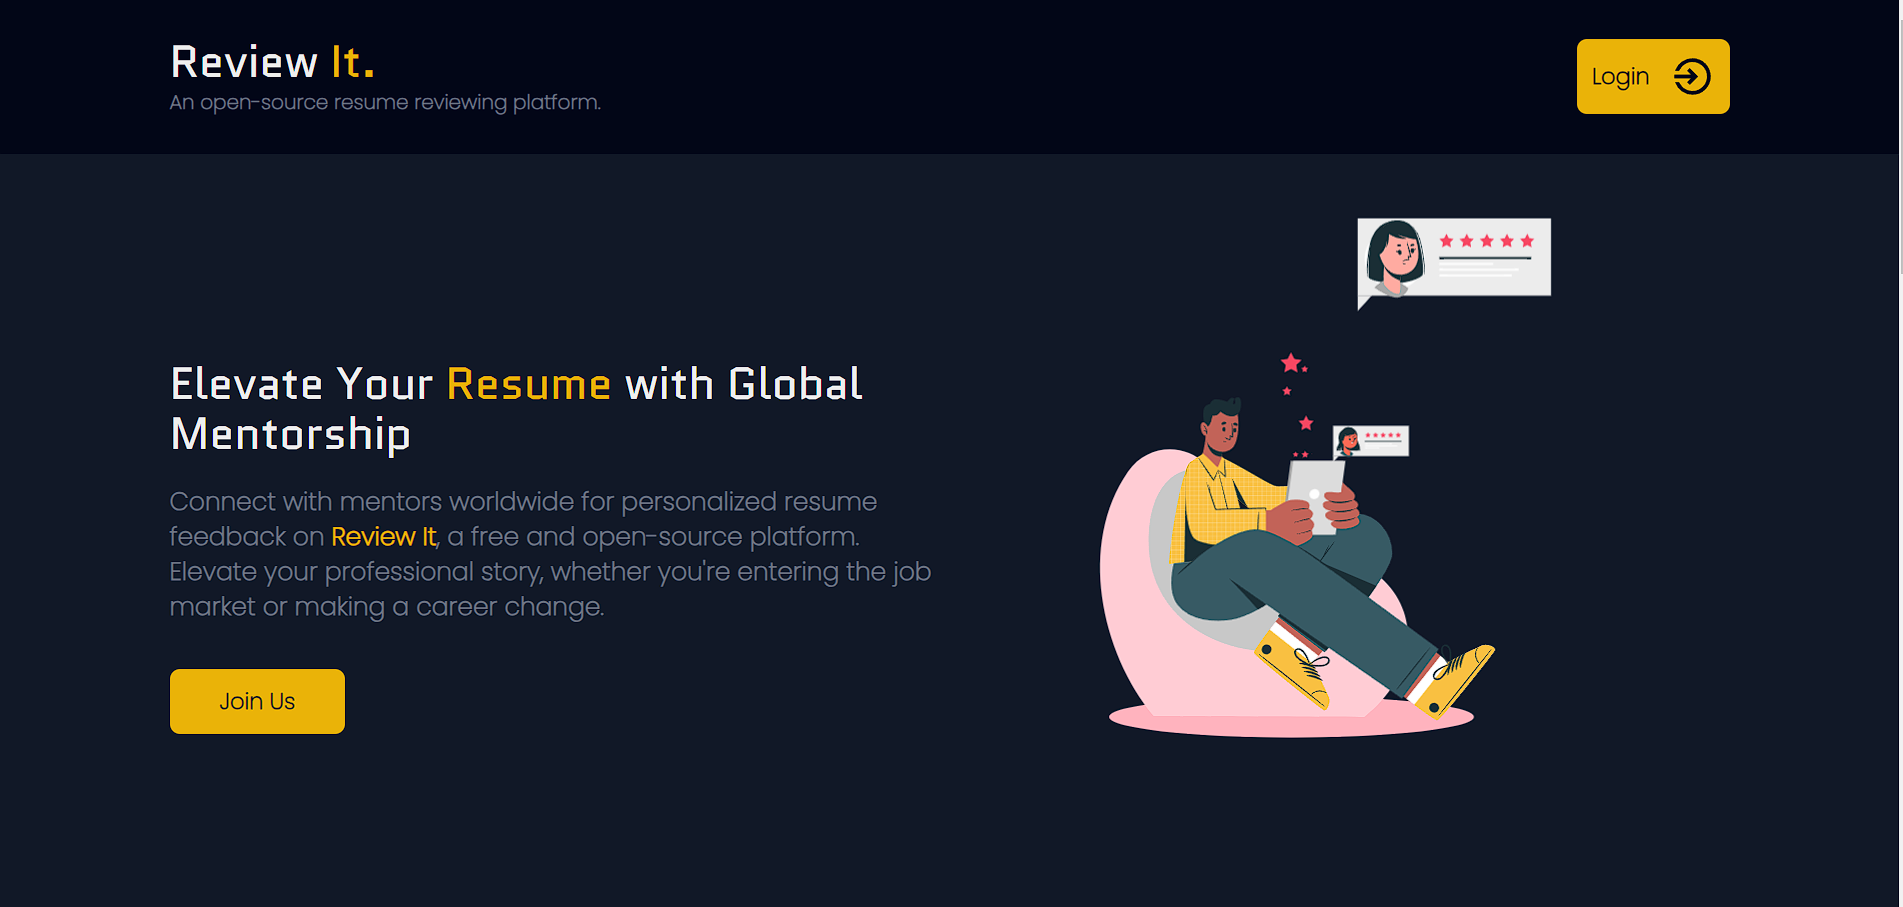 Review It.
An open-source resume reviewing platform.
Login
Elevate Your Resume with Global
Mentorship
Connect with mentors worldwide for personalized resume
feedback on Review It, a free and open-source platform.
Elevate your professional story, whether you're entering the job
market or making a career change.
Join Us